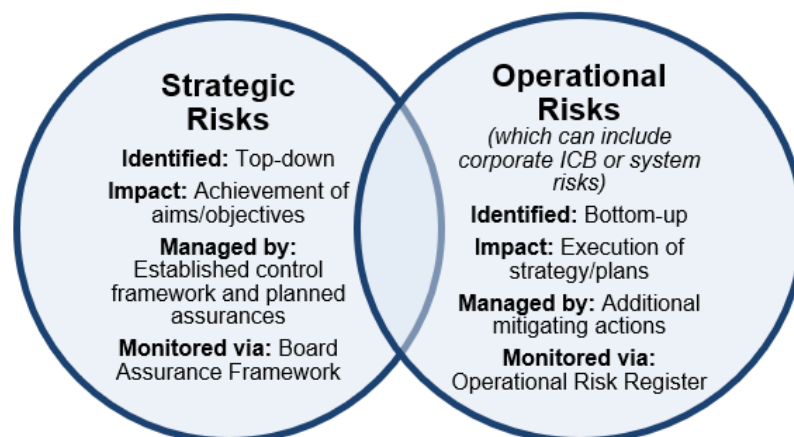 Strategic
Risks
Identified: Top-down
Impact: Achievement of
aims/objectives
Managed by:
Established control
framework and planned
assurances
Monitored via: Board
Assurance Framework
Operational
Risks
(which can include
corporate ICB or system
risks)
Identified: Bottom-up
Impact: Execution of
strategy/plans
Managed by: Additional
mitigating actions
Monitored via:
Operational Risk Register